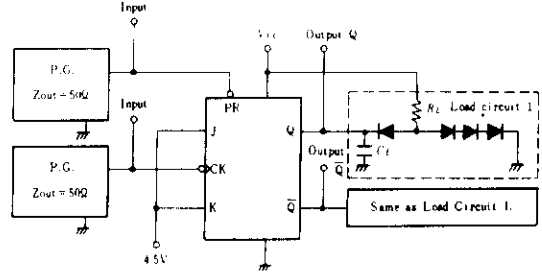 Input
Vcc
Output Q
P.G.
Zout = 50Ω
Input
PR
RL
Load circuit 1
J
Q
CL
P.G.
Zout = 50Ω
CK
Output
Q̅
K
Q̅
Same as Load Circuit 1.
4.5V